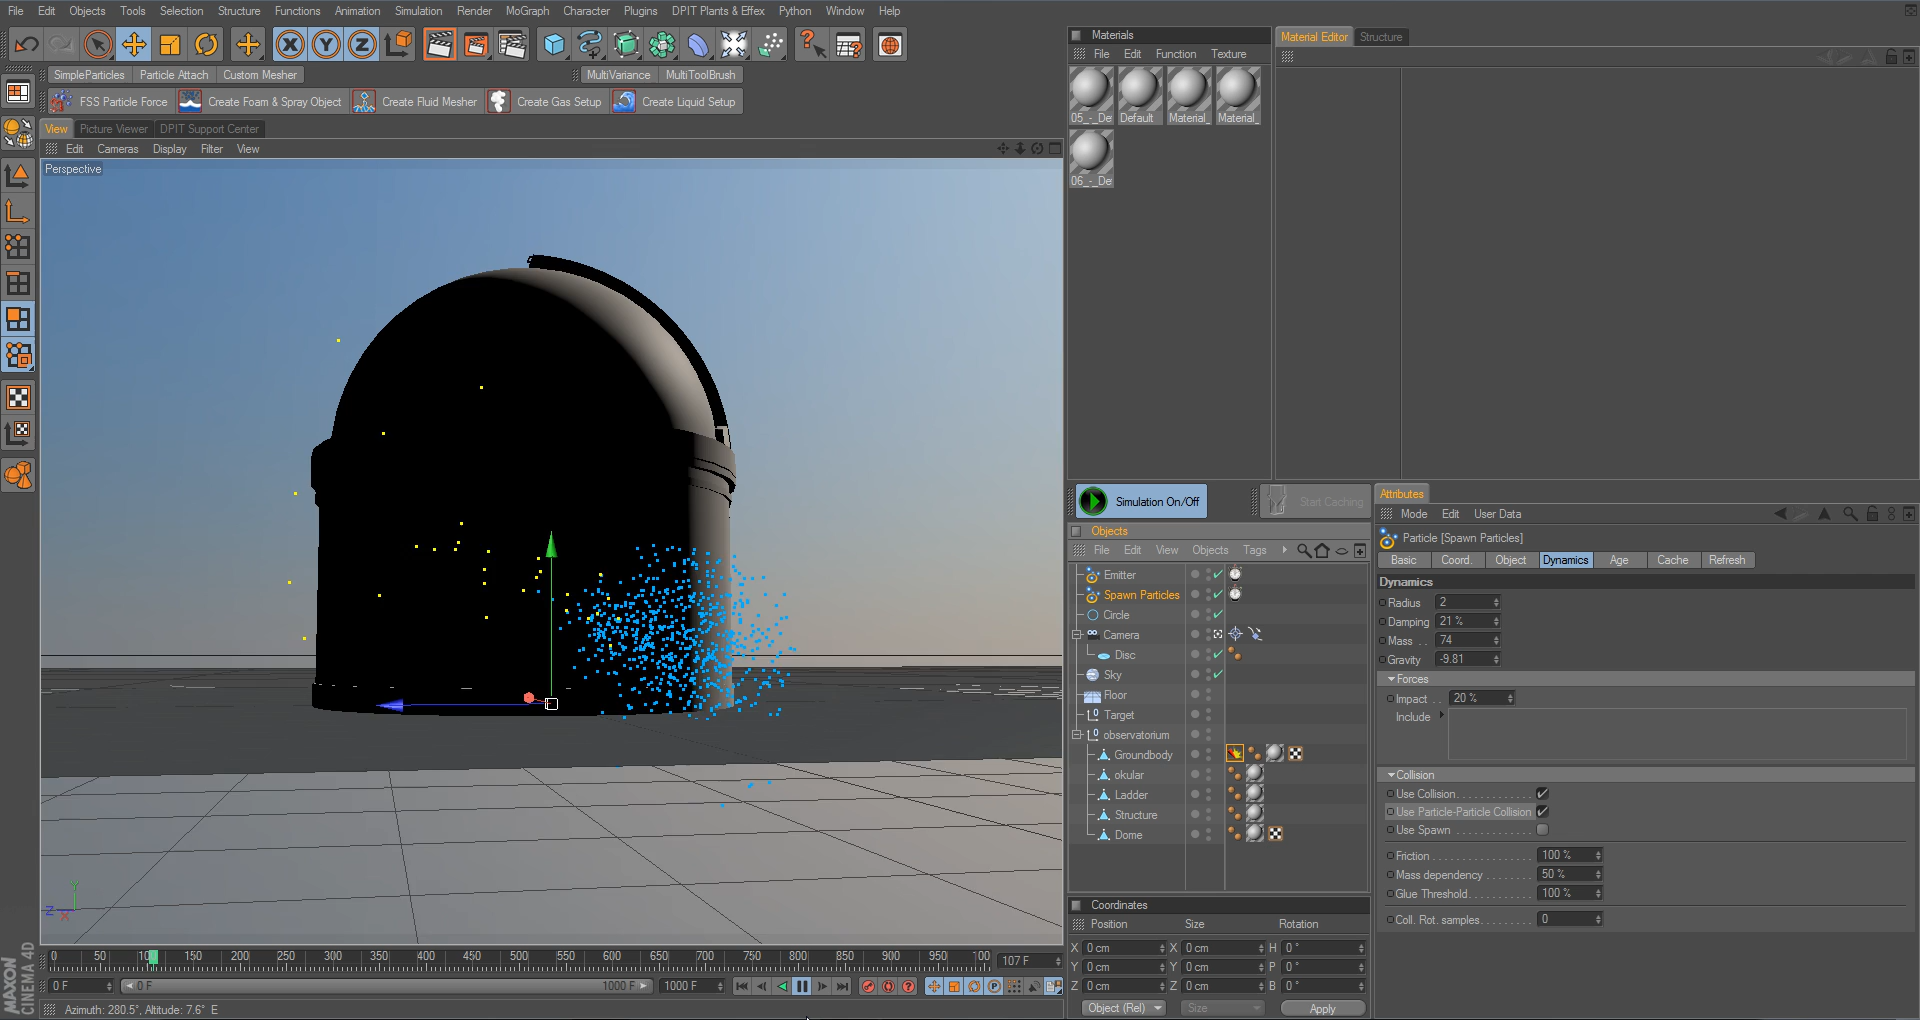 File Edit Objects Tools Selection Structure Functions Animation Simulation Render MoGraph Character Plugins DPIT Plants & Effex Python Window Help
SimpleParticles Particle Attach Custom Mesher MultiVariance MultiToolBrush
FSS Particle Force Create Foam & Spray Object Create Fluid Mesher Create Gas Setup Create Liquid Setup
View Picture Viewer DPIT Support Center
Edit Cameras Display Filter View
Perspective
Y
Z
X
0 50 100 150 200 250 300 350 400 450 500 550 600 650 700 750 800 850 900 950 100
107 F
0 F 0 F 1000 F 1000 F
Azimuth: 280.5°, Altitude: 7.6° E
MAXON
CINEMA 4D
Materials
File Edit Function Texture
05_-_De Default Material_ Material_
06_-_De
Material Editor Structure
Simulation On/Off Start Caching
Objects
File Edit View Objects Tags
Emitter
Spawn Particles
Circle
Camera
Disc
Sky
Floor
Target
observatorium
Groundbody
okular
Ladder
Structure
Dome
Coordinates
Position Size Rotation
X 0 cm X 0 cm H 0 °
Y 0 cm Y 0 cm P 0 °
Z 0 cm Z 0 cm B 0 °
Object (Rel) Size Apply
Attributes
Mode Edit User Data
Particle [Spawn Particles]
Basic Coord. Object Dynamics Age Cache Refresh
Dynamics
Radius 2
Damping 21 %
Mass . . 74
Gravity -9.81
Forces
Impact . . 20 %
Include
Collision
Use Collision. . . . . . . . . . . .
Use Particle-Particle Collision
Use Spawn . . . . . . . . . . . .
Friction . . . . . . . . . . . . . . . 100 %
Mass dependency . . . . . . . . 50 %
Glue Threshold. . . . . . . . . . 100 %
Coll. Rot. samples. . . . . . . . 0